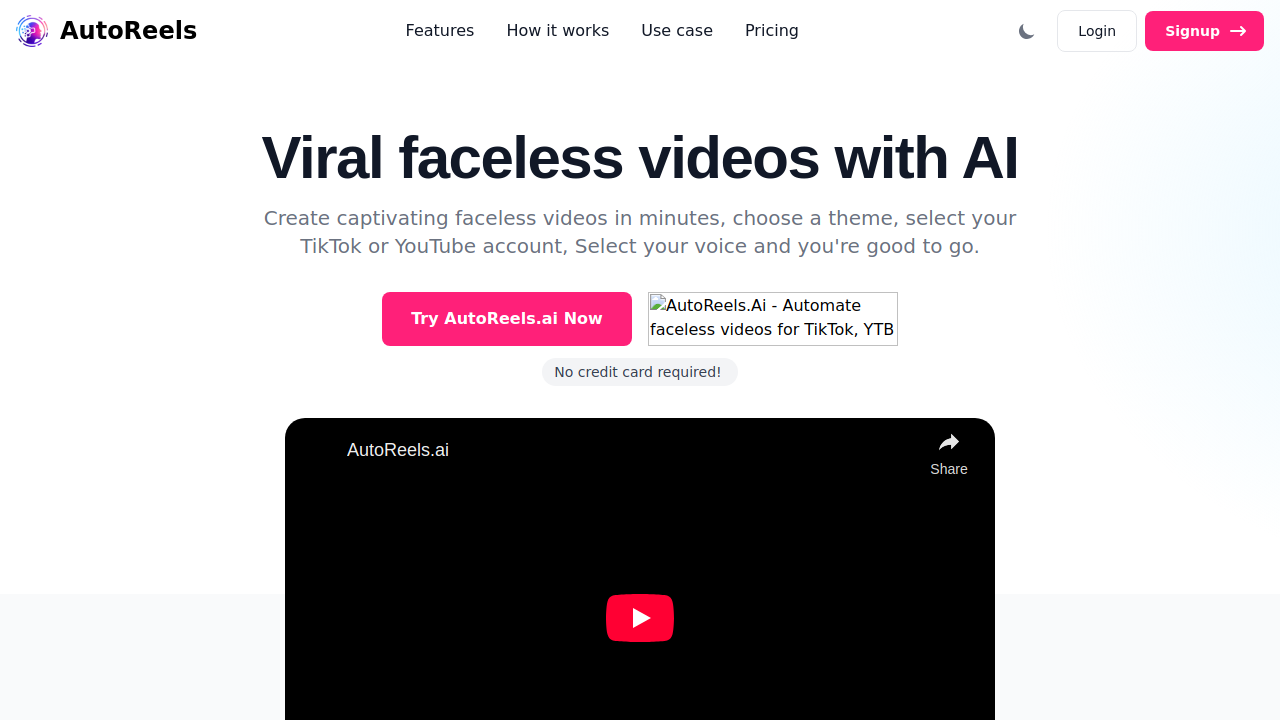 AutoReels
Features
How it works
Use case
Pricing
Login
Signup
Viral faceless videos with AI
Create captivating faceless videos in minutes, choose a theme, select your
TikTok or YouTube account, Select your voice and you're good to go.
Try AutoReels.ai Now
AutoReels.Ai - Automate
faceless videos for TikTok, YTB
No credit card required!
AutoReels.ai
Share